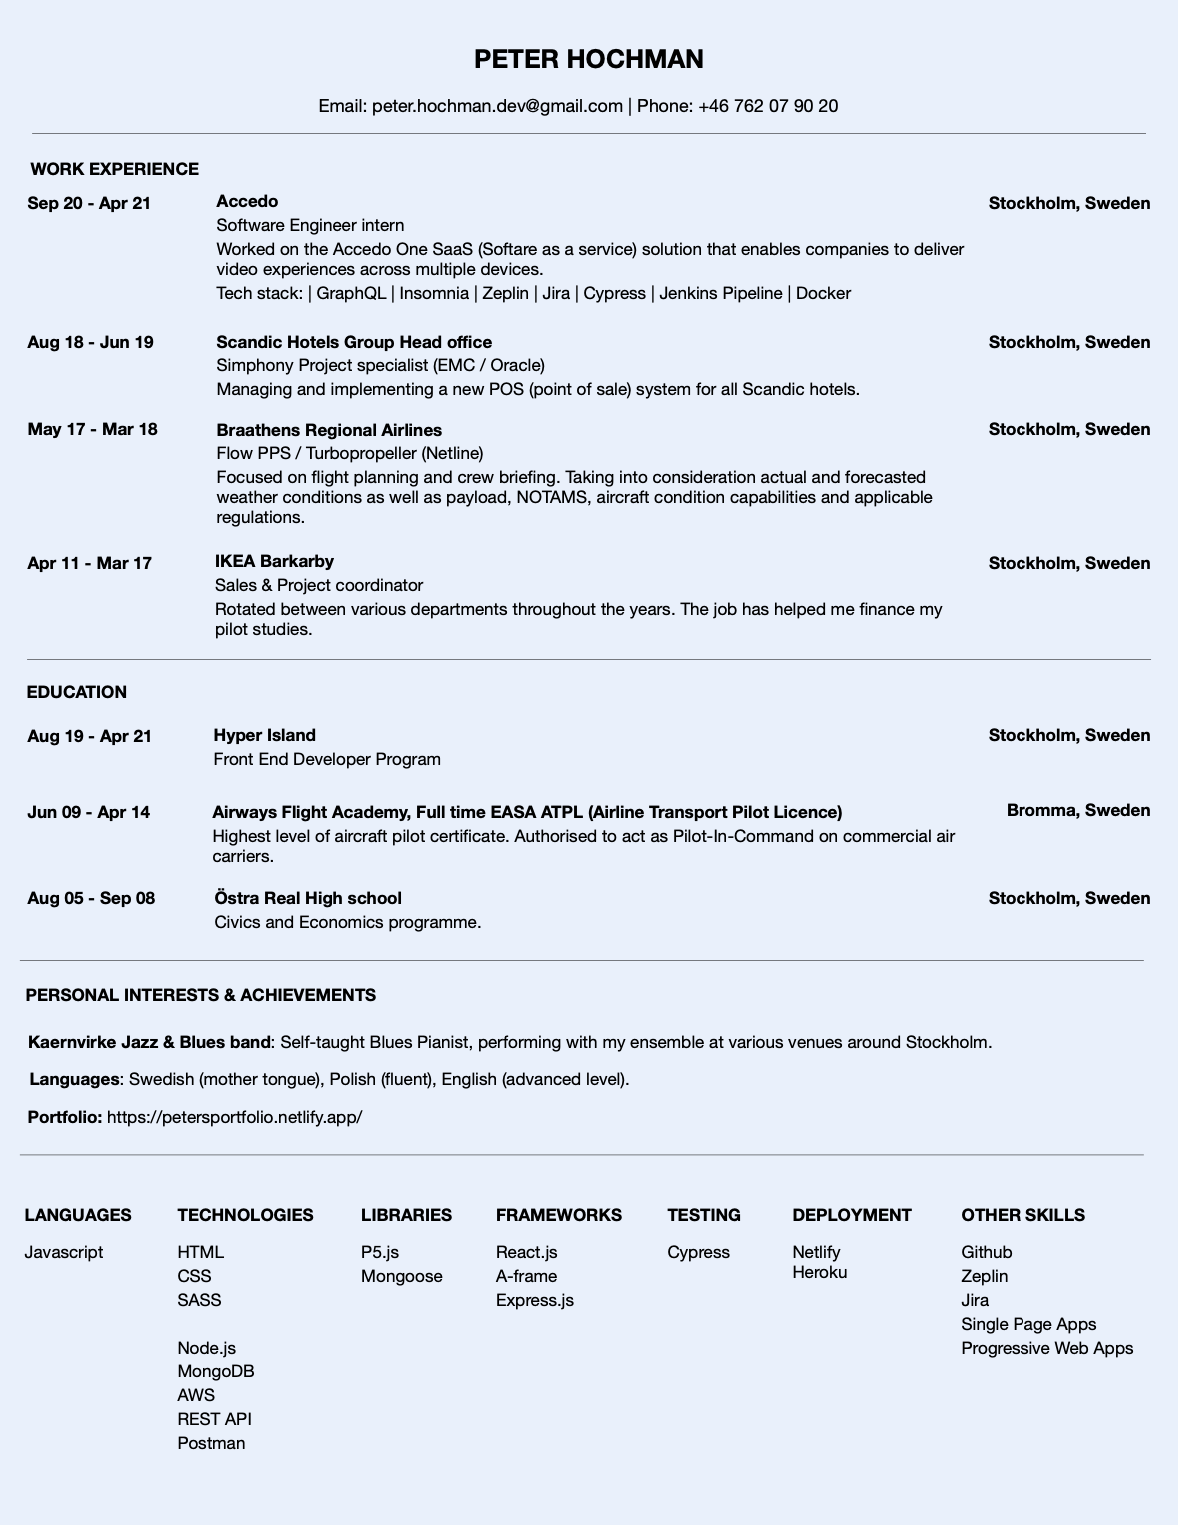 PETER HOCHMAN
Email: peter.hochman.dev@gmail.com | Phone: +46 762 07 90 20
WORK EXPERIENCE
Sep 20 - Apr 21 Accedo Stockholm, Sweden
Software Engineer intern
Worked on the Accedo One SaaS (Softare as a service) solution that enables companies to deliver
video experiences across multiple devices.
Tech stack: | GraphQL | Insomnia | Zeplin | Jira | Cypress | Jenkins Pipeline | Docker
Aug 18 - Jun 19 Scandic Hotels Group Head office Stockholm, Sweden
Simphony Project specialist (EMC / Oracle)
Managing and implementing a new POS (point of sale) system for all Scandic hotels.
May 17 - Mar 18 Braathens Regional Airlines Stockholm, Sweden
Flow PPS / Turbopropeller (Netline)
Focused on flight planning and crew briefing. Taking into consideration actual and forecasted
weather conditions as well as payload, NOTAMS, aircraft condition capabilities and applicable
regulations.
Apr 11 - Mar 17 IKEA Barkarby Stockholm, Sweden
Sales & Project coordinator
Rotated between various departments throughout the years. The job has helped me finance my
pilot studies.
EDUCATION
Aug 19 - Apr 21 Hyper Island Stockholm, Sweden
Front End Developer Program
Jun 09 - Apr 14 Airways Flight Academy, Full time EASA ATPL (Airline Transport Pilot Licence) Bromma, Sweden
Highest level of aircraft pilot certificate. Authorised to act as Pilot-In-Command on commercial air
carriers.
Aug 05 - Sep 08 Östra Real High school Stockholm, Sweden
Civics and Economics programme.
PERSONAL INTERESTS & ACHIEVEMENTS
Kaernvirke Jazz & Blues band: Self-taught Blues Pianist, performing with my ensemble at various venues around Stockholm.
Languages: Swedish (mother tongue), Polish (fluent), English (advanced level).
Portfolio: https://petersportfolio.netlify.app/
LANGUAGES TECHNOLOGIES LIBRARIES FRAMEWORKS TESTING DEPLOYMENT OTHER SKILLS
Javascript HTML P5.js React.js Cypress Netlify Github
CSS Mongoose A-frame Heroku Zeplin
SASS Express.js Jira
Single Page Apps
Node.js Progressive Web Apps
MongoDB
AWS
REST API
Postman